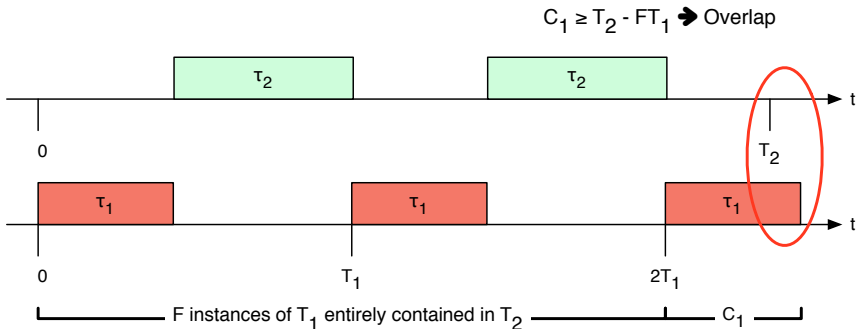 C1 ≥ T2 - FT1 ➔ Overlap
τ2 τ2
t
0 T2
τ1 τ1 τ1
t
0 T1 2T1
F instances of T1 entirely contained in T2 C1